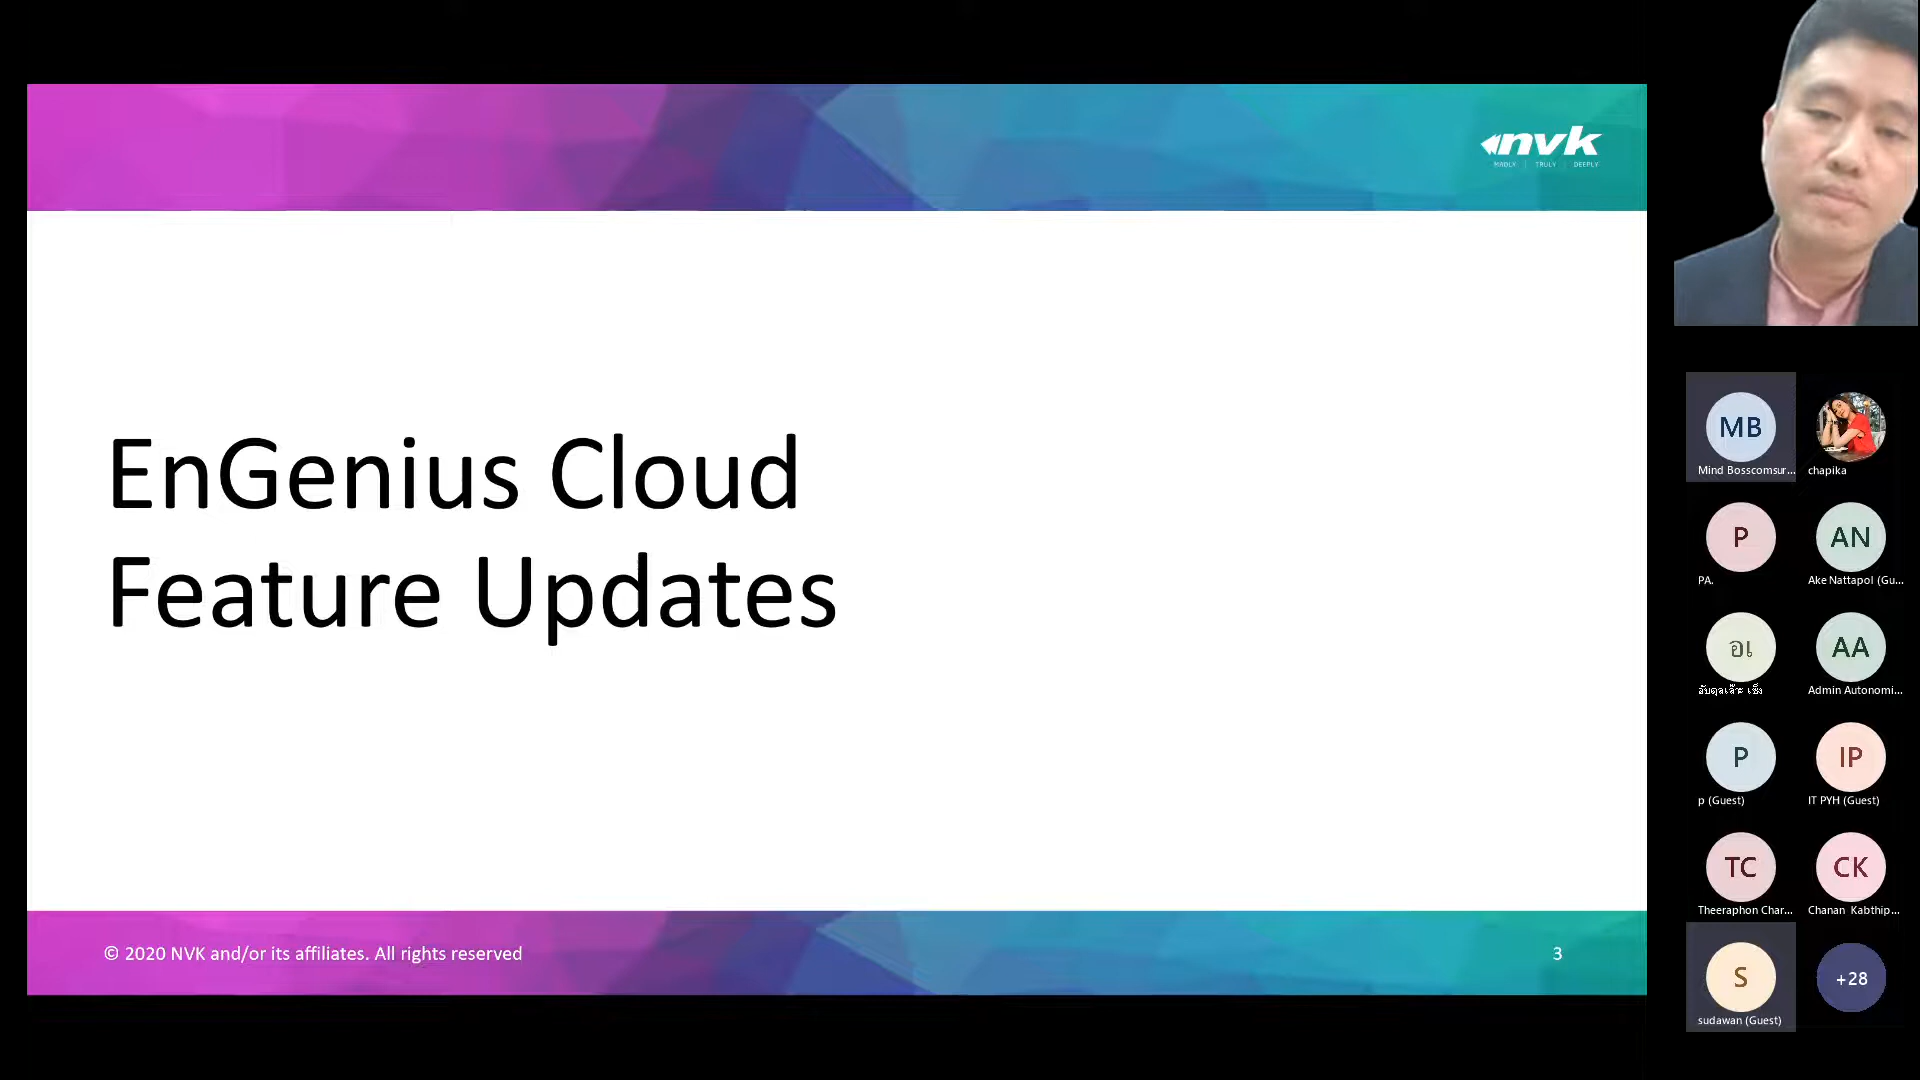 nvk
MADLY | TRULY | DEEPLY
EnGenius Cloud
Feature Updates
© 2020 NVK and/or its affiliates. All rights reserved
3
MB
Mind Bosscomsur...
chapika
P
PA.
AN
Ake Nattapol (Gu...
อเ
AA
Admin Autonomi...
P
p (Guest)
IP
IT PYH (Guest)
TC
Theeraphon Char...
CK
Chanan Kabthip...
S
sudawan (Guest)
+28